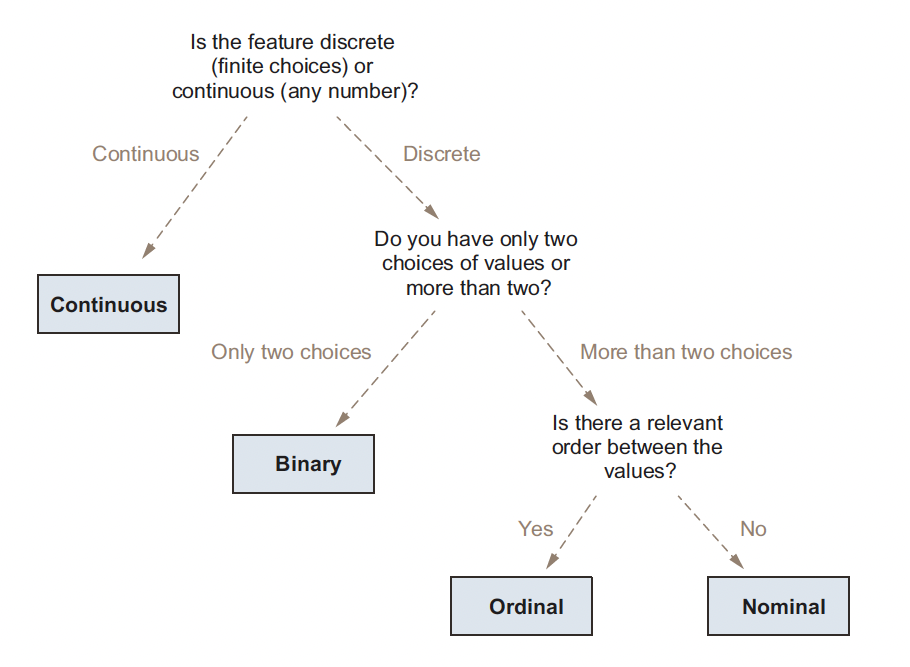 Is the feature discrete
(finite choices) or
continuous (any number)?
Continuous
Discrete
Do you have only two
choices of values or
more than two?
Continuous
Only two choices
More than two choices
Is there a relevant
order between the
values?
Binary
Yes
No
Ordinal
Nominal